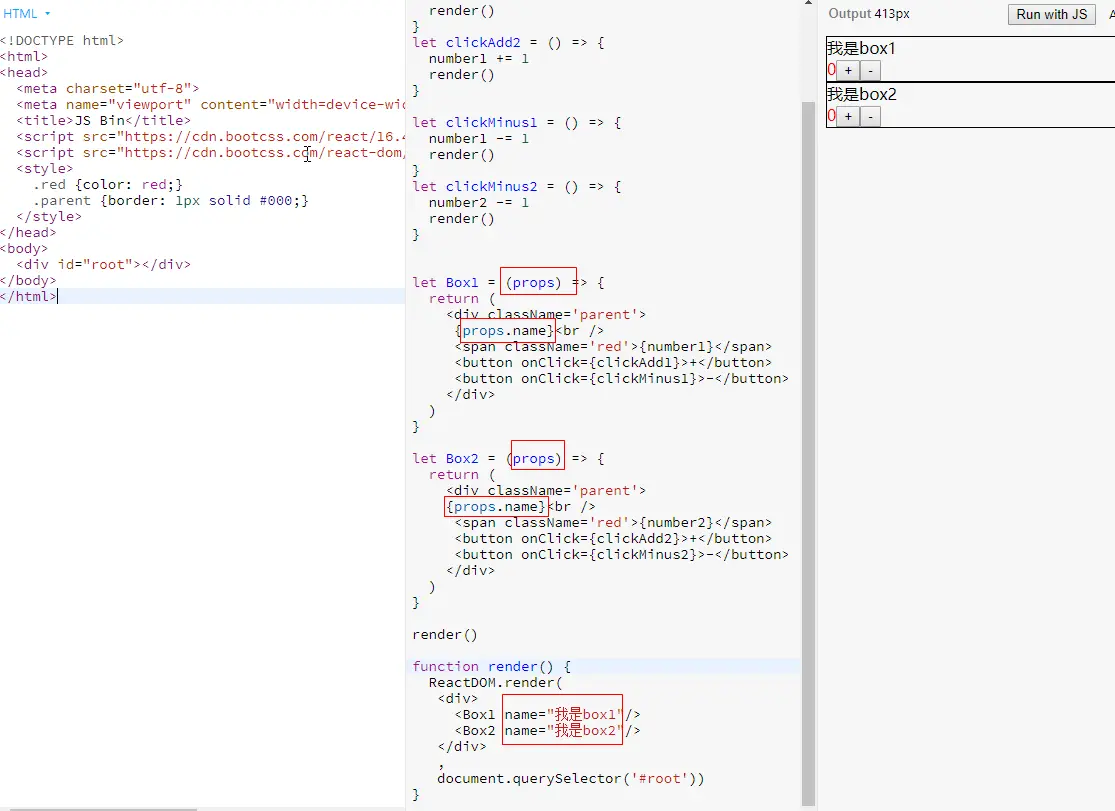 HTML
<!DOCTYPE html>
<html>
<head>
<meta charset="utf-8">
<meta name="viewport" content="width=device-wid
<title>JS Bin</title>
<script src="https://cdn.bootcss.com/react/16.4
<script src="https://cdn.bootcss.com/react-dom/
<style>
.red {color: red;}
.parent {border: 1px solid #000;}
</style>
</head>
<body>
<div id="root"></div>
</body>
</html>
render()
}
let clickAdd2 = () => {
number1 += 1
render()
}
let clickMinus1 = () => {
number1 -= 1
render()
}
let clickMinus2 = () => {
number2 -= 1
render()
}
let Box1 = (props) => {
return (
<div className='parent'>
{props.name}<br />
<span className='red'>{number1}</span>
<button onClick={clickAdd1}>+</button>
<button onClick={clickMinus1}>-</button>
</div>
)
}
let Box2 = (props) => {
return (
<div className='parent'>
{props.name}<br />
<span className='red'>{number2}</span>
<button onClick={clickAdd2}>+</button>
<button onClick={clickMinus2}>-</button>
</div>
)
}
render()
function render() {
ReactDOM.render(
<div>
<Box1 name="我是box1"/>
<Box2 name="我是box2"/>
</div>
,
document.querySelector('#root'))
}
Output 413px
Run with JS
A
我是box1
0 + -
我是box2
0 + -